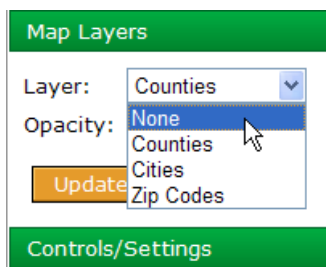 Map Layers
Layer: Counties
Opacity: None
Counties
Cities
Update
Zip Codes
Controls/Settings